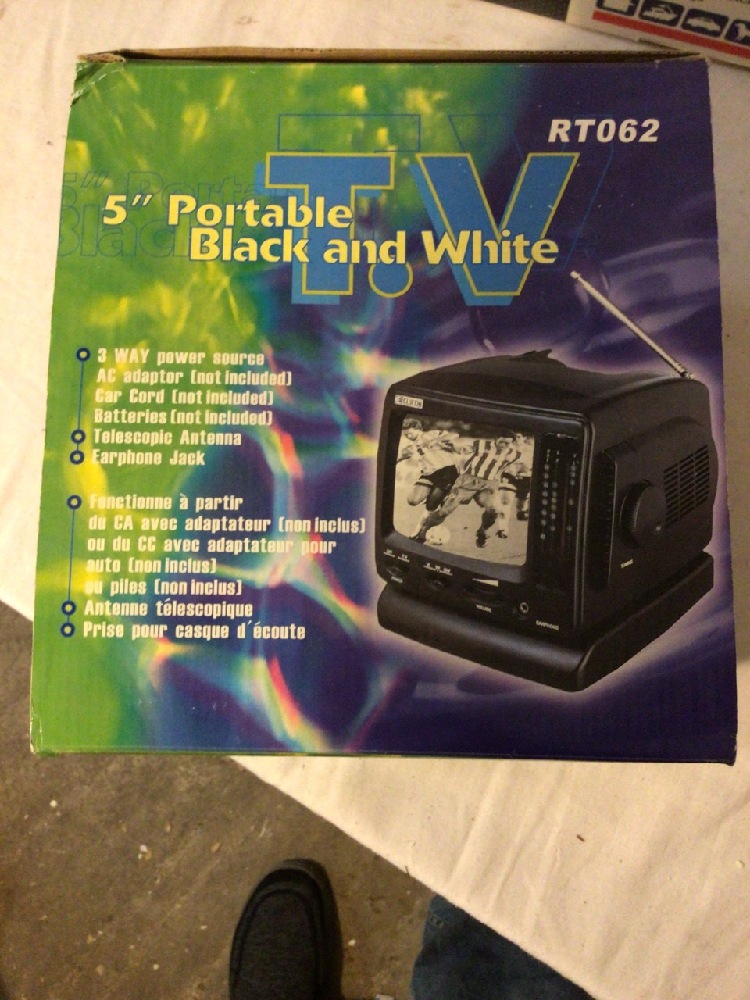 RT062
T.V
5" Portable
Black and White
3 WAY power source
AC adaptor (not included)
Car Cord (not included)
Batteries (not included)
Telescopic Antenna
Earphone Jack
Fonctionne à partir
du CA avec adaptateur (non inclus)
ou du CC avec adaptateur pour
auto (non inclus)
ou piles (non inclus)
Antenne télescopique
Prise pour casque d'écoute